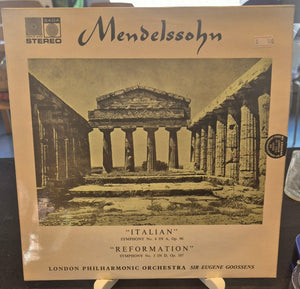 SAGA
STEREO
Mendelssohn
"ITALIAN"
SYMPHONY No. 4 IN A, Op. 90
"REFORMATION"
SYMPHONY No. 5 IN D, Op. 107
LONDON PHILHARMONIC ORCHESTRA SIR EUGENE GOOSSENS